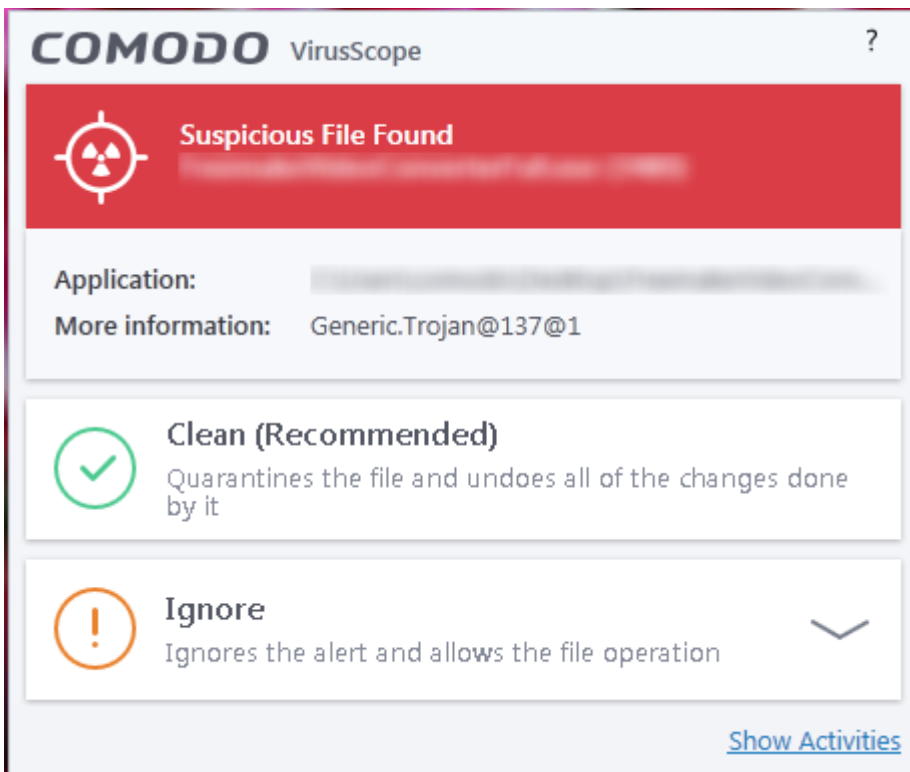 COMODO VirusScope ?
Suspicious File Found
Application:
More information: Generic.Trojan@137@1
Clean (Recommended)
Quarantines the file and undoes all of the changes done
by it
Ignore
Ignores the alert and allows the file operation
Show Activities